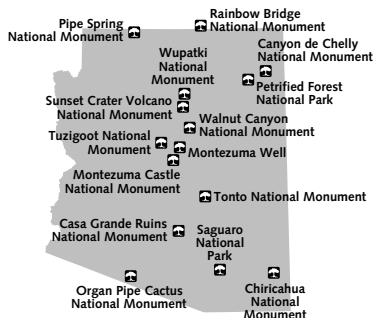 Rainbow Bridge
National Monument
Pipe Spring
National Monument
Canyon de Chelly
National Monument
Wupatki
National
Monument
Petrified Forest
National Park
Sunset Crater Volcano
National Monument
Walnut Canyon
National Monument
Tuzigoot National
Monument
Montezuma Well
Montezuma Castle
National Monument
Tonto National Monument
Casa Grande Ruins
National Monument
Saguaro
National
Park
Organ Pipe Cactus
National Monument
Chiricahua
National
Monument